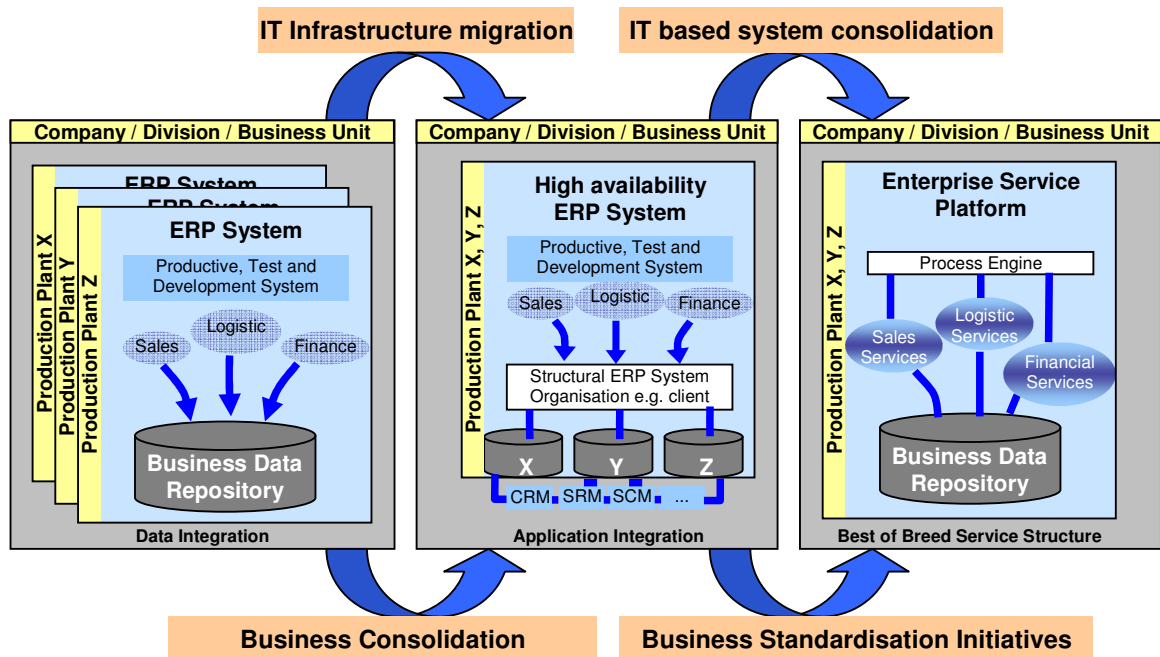 IT Infrastructure migration
IT based system consolidation
Company / Division / Business Unit
Production Plant X
Production Plant Y
Production Plant Z
ERP System
ERP System
ERP System
Productive, Test and
Development System
Sales
Logistic
Finance
Business Data
Repository
Data Integration
Company / Division / Business Unit
Production Plant X, Y, Z
High availability
ERP System
Productive, Test and
Development System
Sales
Logistic
Finance
Structural ERP System
Organisation e.g. client
X
Y
Z
CRM
SRM
SCM
...
Application Integration
Company / Division / Business Unit
Production Plant X, Y, Z
Enterprise Service
Platform
Process Engine
Sales
Services
Logistic
Services
Financial
Services
Business Data
Repository
Best of Breed Service Structure
Business Consolidation
Business Standardisation Initiatives